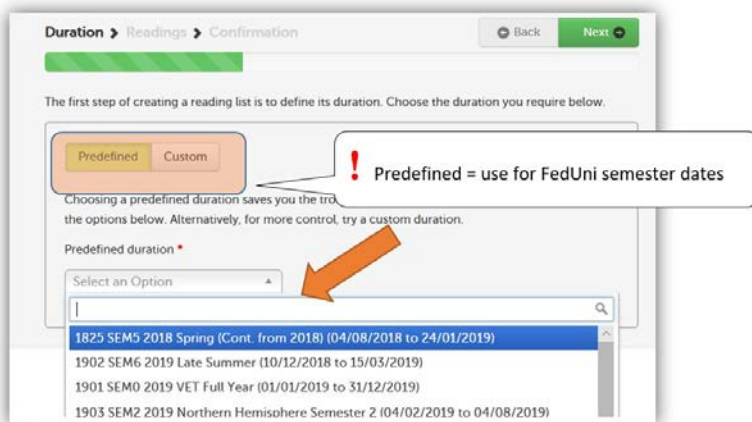 Duration > Readings > Confirmation
Back
Next
The first step of creating a reading list is to define its duration. Choose the duration you require below.
Predefined
Custom
! Predefined = use for FedUni semester dates
Choosing a predefined duration saves you the
the options below. Alternatively, for more control, try a custom duration.
Predefined duration *
Select an Option
1825 SEM5 2018 Spring (Cont. from 2018) (04/08/2018 to 24/01/2019)
1902 SEM6 2019 Late Summer (10/12/2018 to 15/03/2019)
1901 SEM0 2019 VET Full Year (01/01/2019 to 31/12/2019)
1903 SEM2 2019 Northern Hemisphere Semester 2 (04/02/2019 to 04/08/2019)